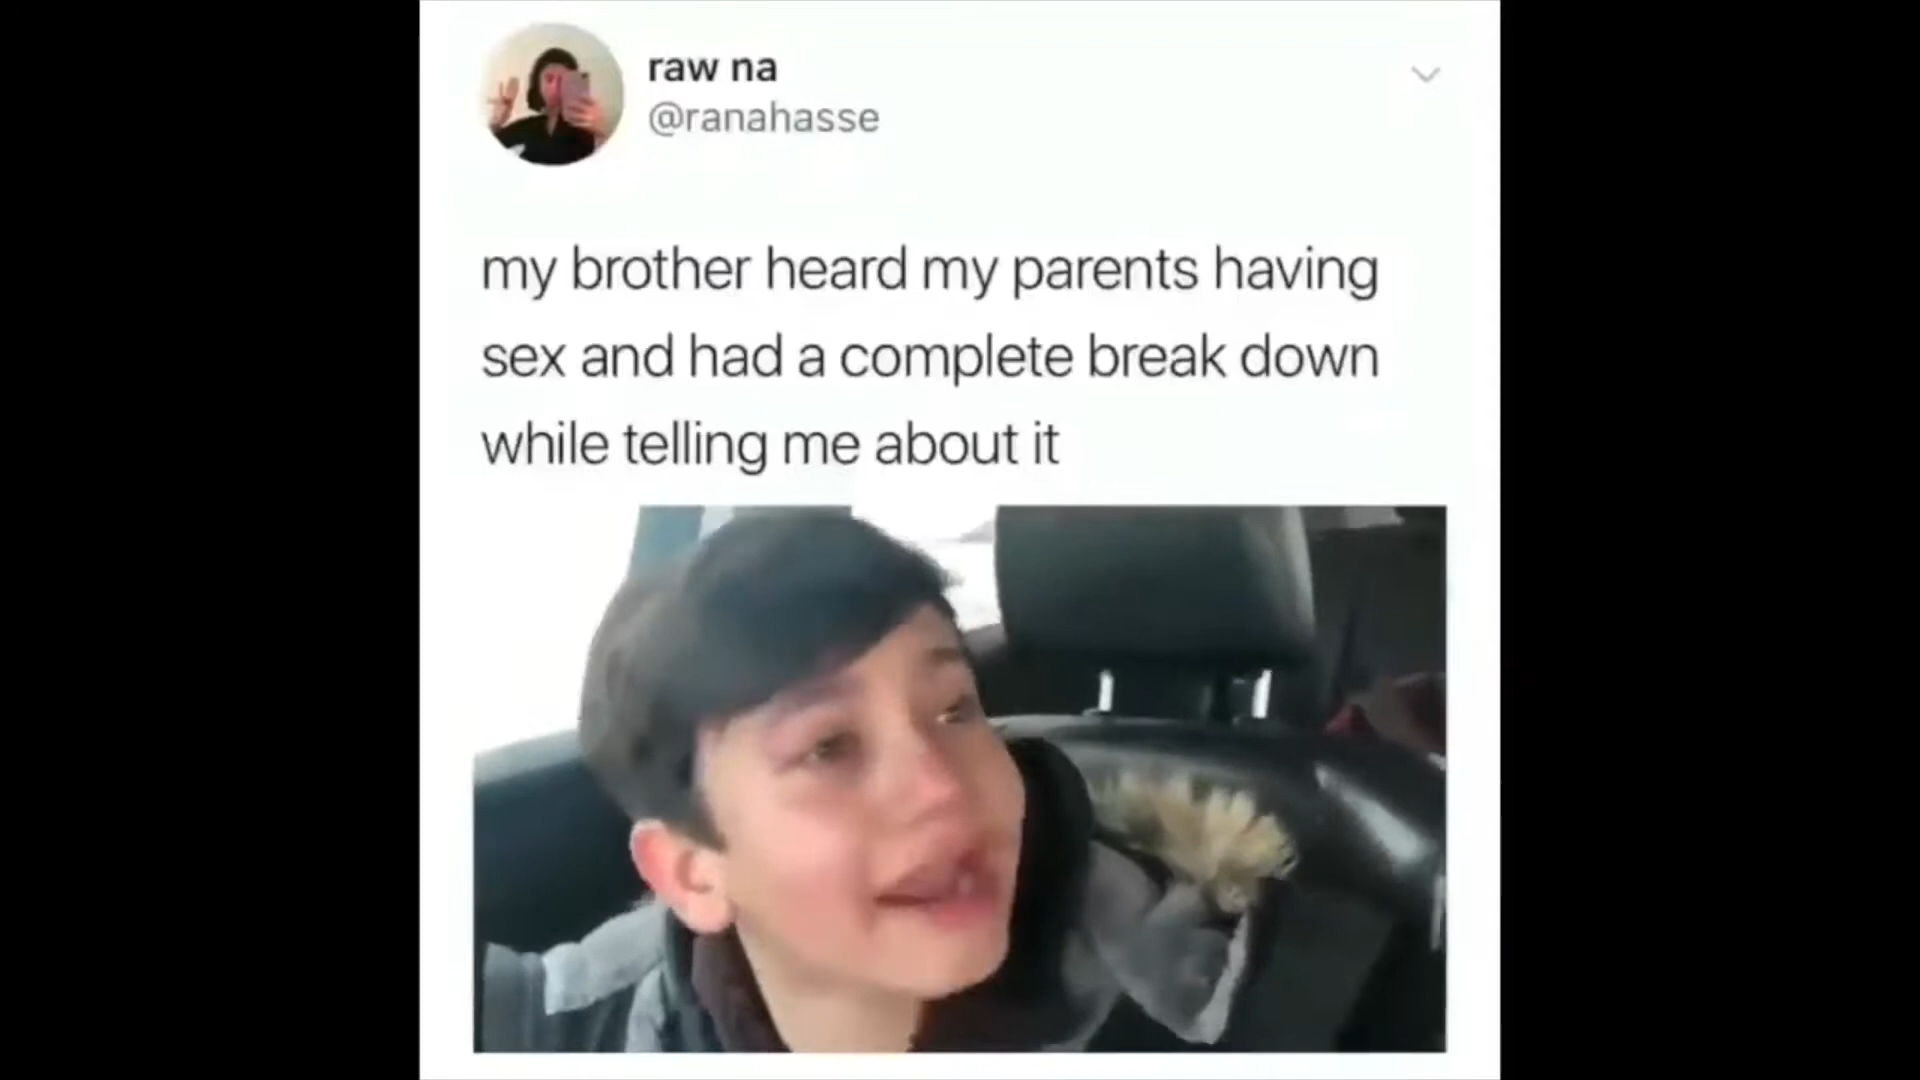 raw na
@ranahasse
my brother heard my parents having
sex and had a complete break down
while telling me about it